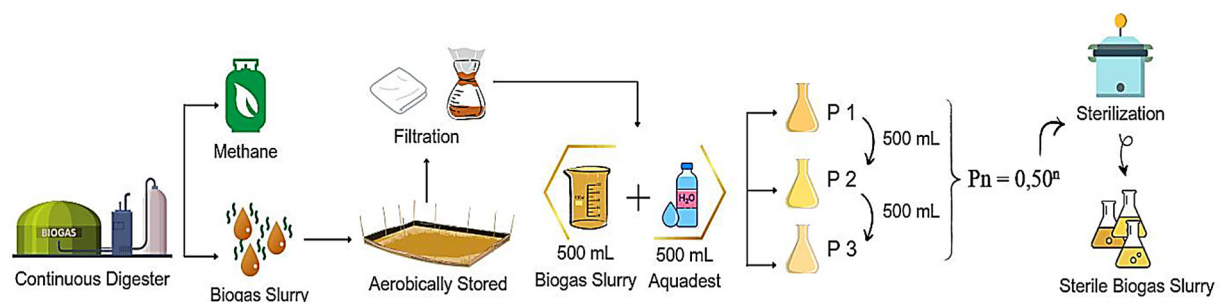 BIOGAS
Continuous Digester
Methane
Biogas Slurry
Filtration
Aerobically Stored
500 mL
Biogas Slurry
+
H₂O
500 mL
Aquadest
P 1
500 mL
P 2
500 mL
P 3
Pn = 0,50ⁿ
Sterilization
Sterile Biogas Slurry